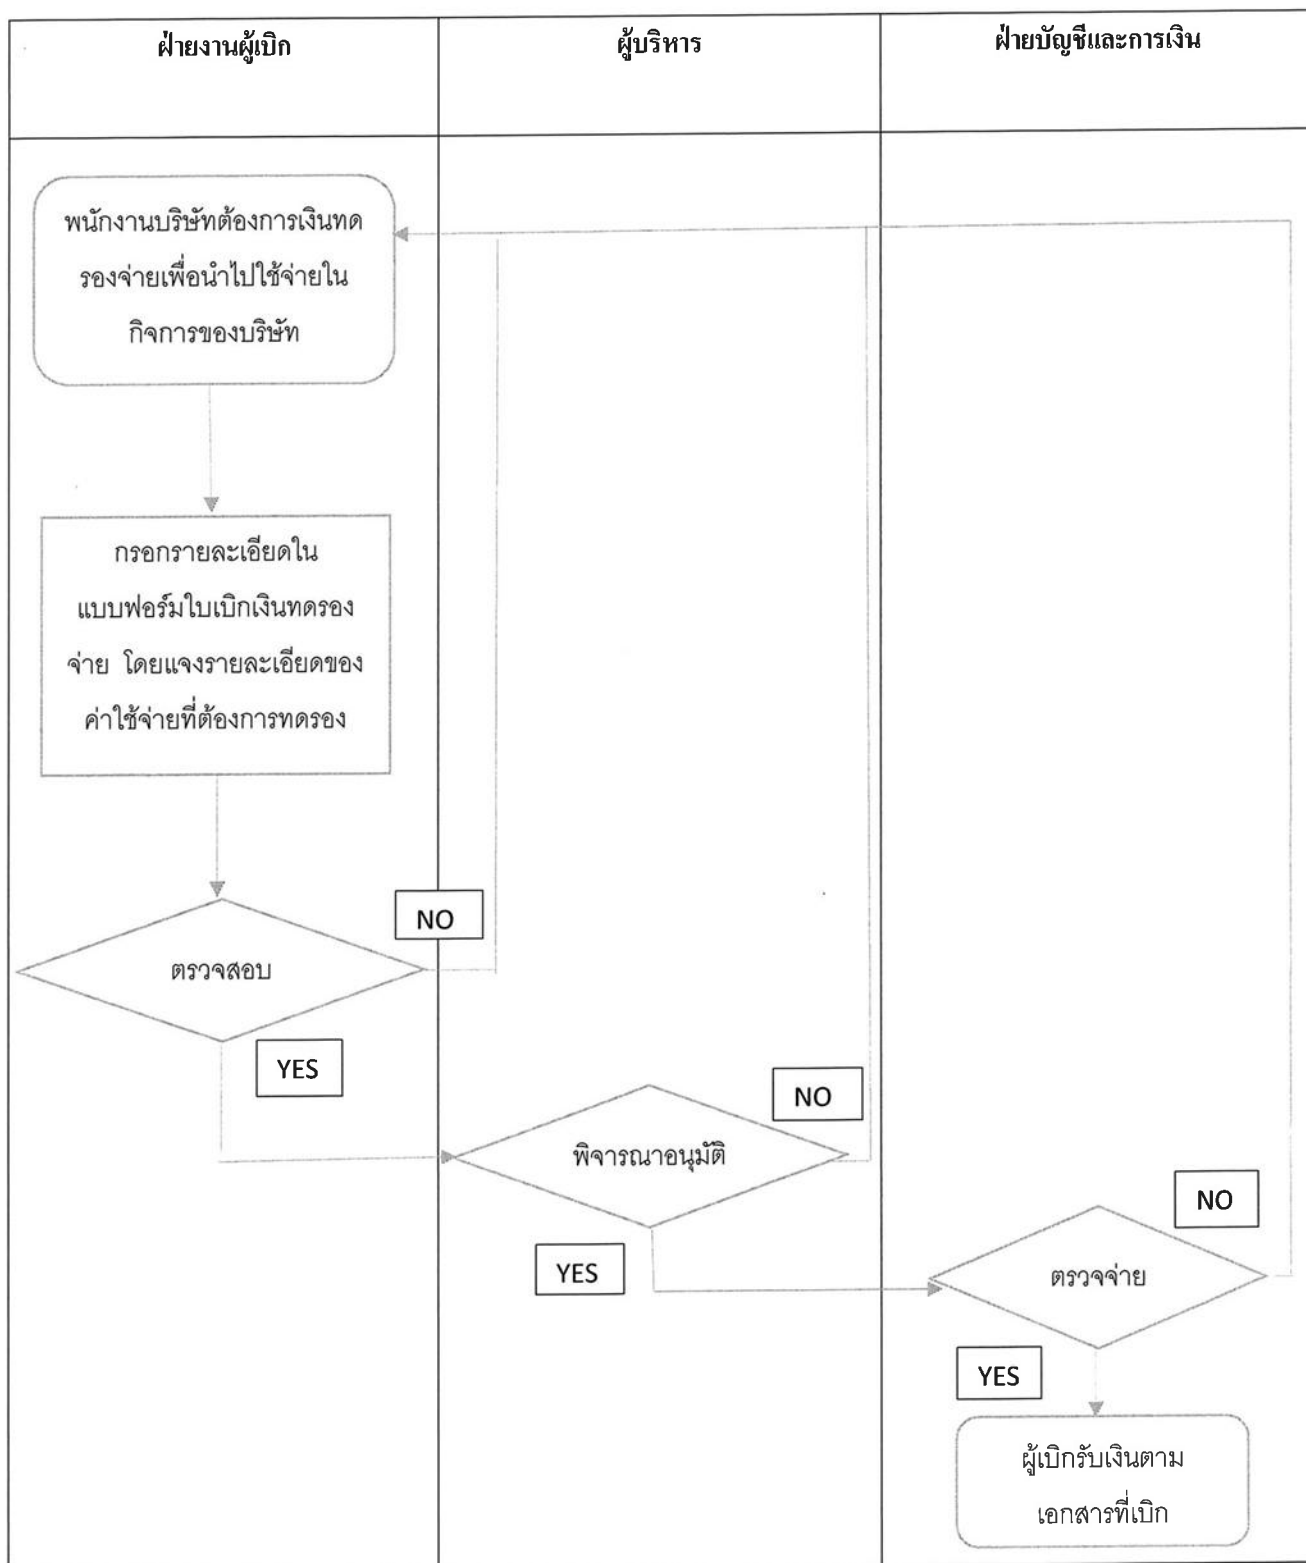 ฝ่ายงานผู้เบิก
ผู้บริหาร
ฝ่ายบัญชีและการเงิน
พนักงานบริษัทต้องการเงินทด
รองจ่ายเพื่อนำไปใช้จ่ายใน
กิจการของบริษัท
กรอกรายละเอียดใน
แบบฟอร์มใบเบิกเงินทดรอง
จ่าย โดยแจงรายละเอียดของ
ค่าใช้จ่ายที่ต้องการทดรอง
NO
ตรวจสอบ
YES
NO
พิจารณาอนุมัติ
YES
NO
ตรวจจ่าย
YES
ผู้เบิกรับเงินตาม
เอกสารที่เบิก